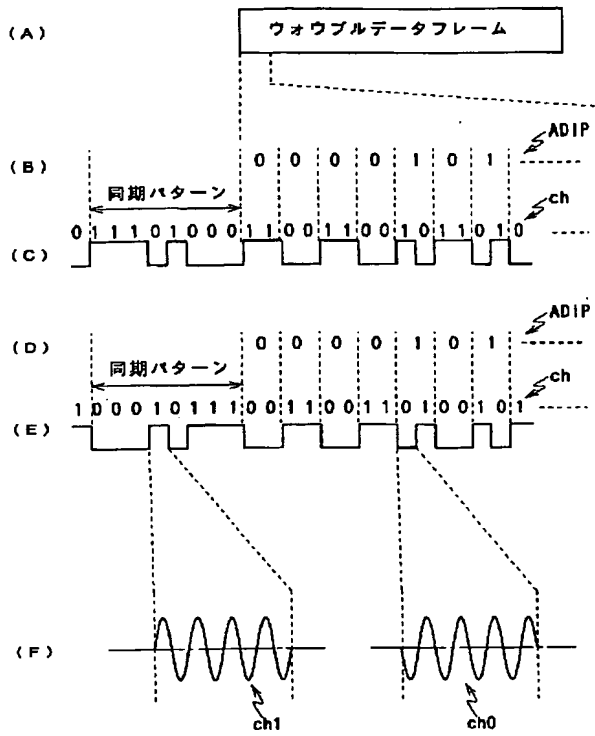 (A)
ウォウブルデータフレーム
ADIP
(B)
0 0 0 0 1 0 1
同期パターン
ch
0 1 1 1 0 1 0 0 0 1 1 0 0 1 1 0 0 1 0 1 1 0 1 0
(C)
ADIP
(D)
0 0 0 0 1 0 1
同期パターン
ch
1 0 0 0 1 0 1 1 1 0 0 1 1 0 0 1 1 0 1 0 0 1 0 1
(E)
(F)
ch1
ch0